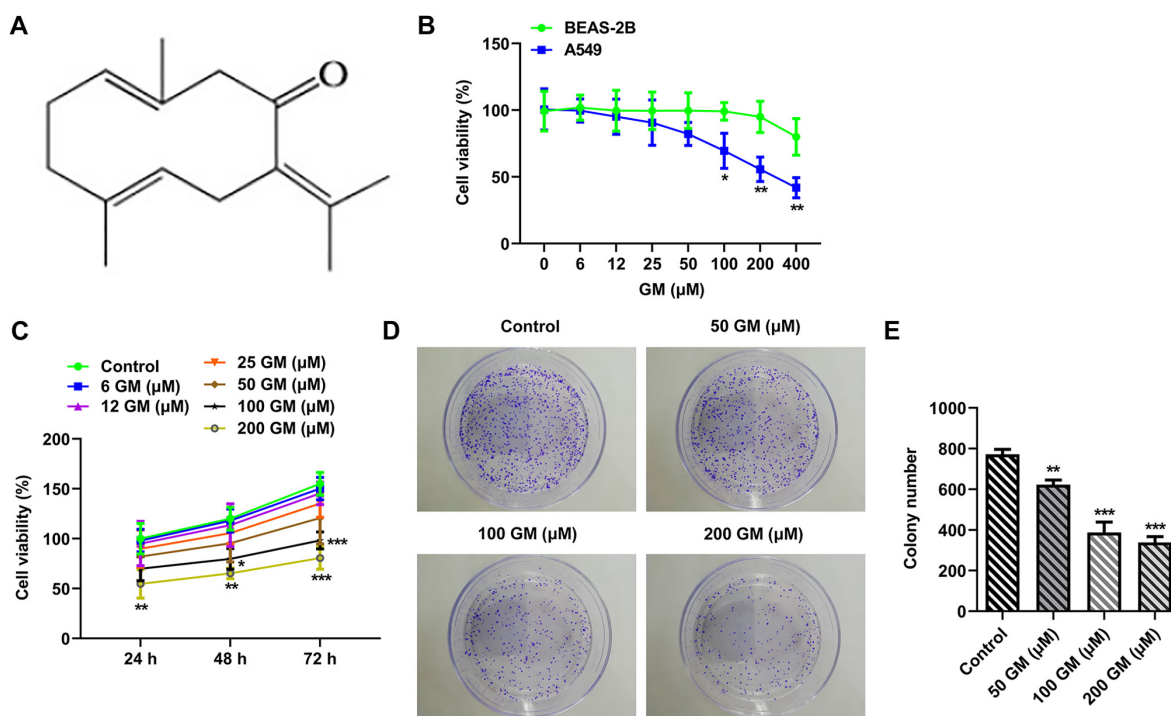 A
O
B
BEAS-2B
A549
Cell viability (%)
150
100
50
0
*
**
**
0 6 12 25 50 100 200 400
GM (µM)
C
Control
6 GM (µM)
12 GM (µM)
25 GM (µM)
50 GM (µM)
100 GM (µM)
200 GM (µM)
Cell viability (%)
200
150
100
50
0
**
*
**
***
***
24 h 48 h 72 h
D
Control
50 GM (µM)
100 GM (µM)
200 GM (µM)
E
Colony number
1000
800
600
400
200
0
**
***
***
Control
50 GM (µM)
100 GM (µM)
200 GM (µM)